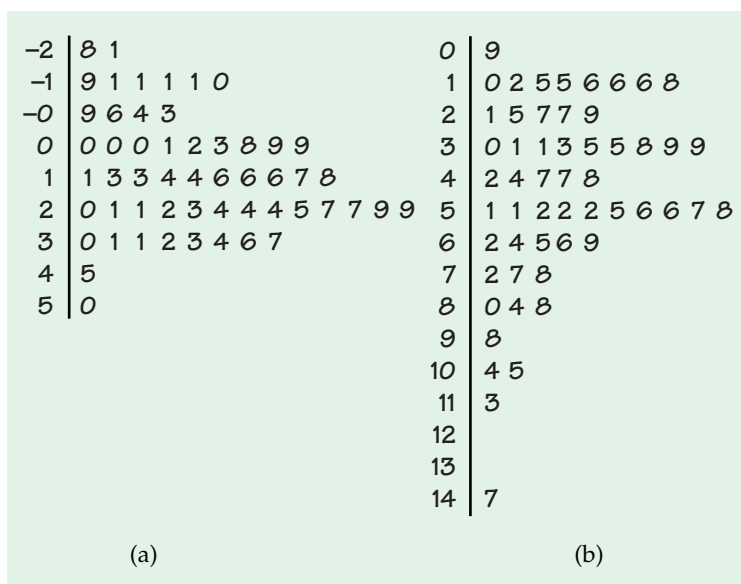 -2 | 8 1
-1 | 9 1 1 1 1 0
-0 | 9 6 4 3
0 | 0 0 0 1 2 3 8 9 9
1 | 1 3 3 4 4 6 6 6 7 8
2 | 0 1 1 2 3 4 4 4 5 7 7 9 9
3 | 0 1 1 2 3 4 6 7
4 | 5
5 | 0
(a)
0 | 9
1 | 0 2 5 5 6 6 6 8
2 | 1 5 7 7 9
3 | 0 1 1 3 5 5 8 9 9
4 | 2 4 7 7 8
5 | 1 1 2 2 2 5 6 6 7 8
6 | 2 4 5 6 9
7 | 2 7 8
8 | 0 4 8
9 | 8
10 | 4 5
11 | 3
12 |
13 |
14 | 7
(b)